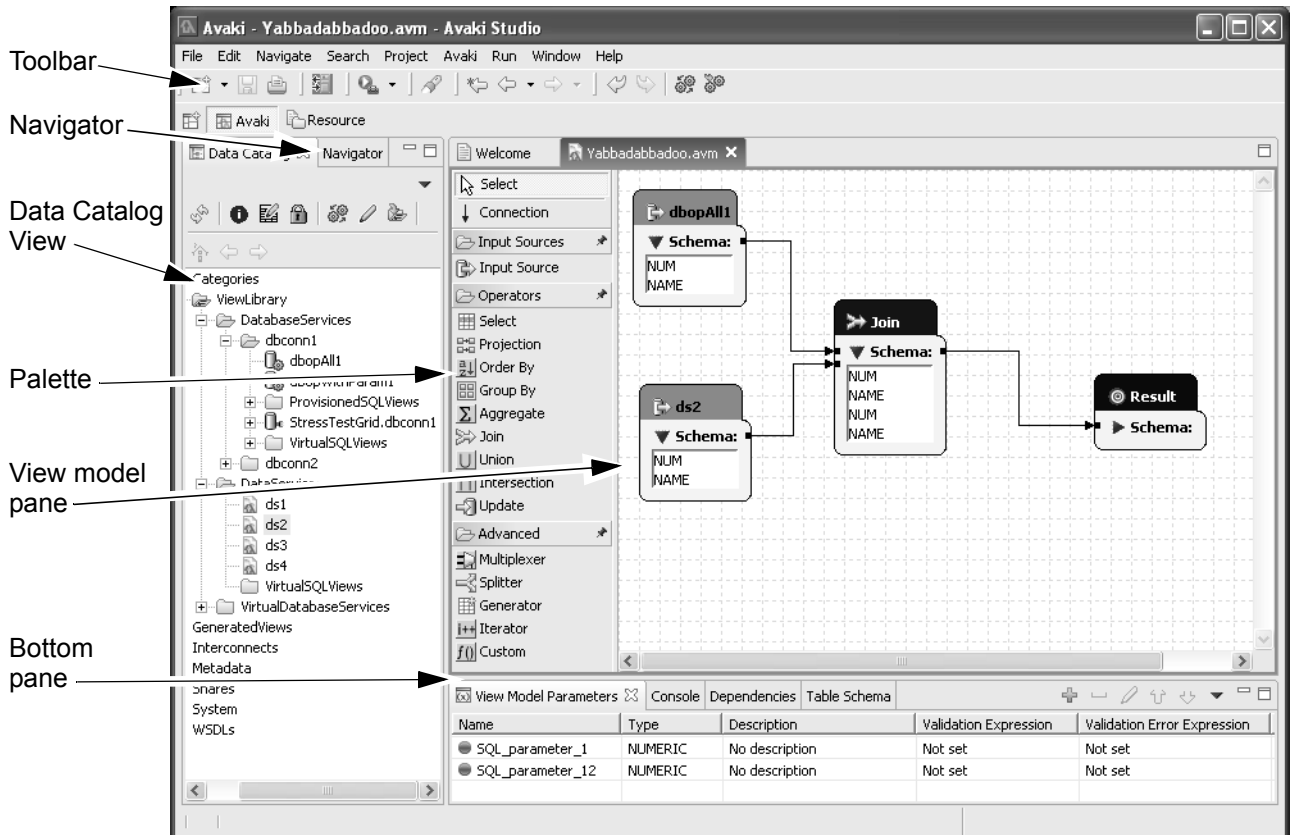 Avaki - Yabbadabbadoo.avm - Avaki Studio
File Edit Navigate Search Project Avaki Run Window Help
Toolbar
Avaki Resource
Navigator
Data Navigator
Welcome Yabbadabbadoo.avm
Data Catalog
View
Categories
ViewLibrary
DatabaseServices
dbconn1
dbopAll1
ProvisionedSQLViews
StressTestGrid.dbconn1
VirtualSQLViews
dbconn2
ds1
ds2
ds3
ds4
VirtualSQLViews
VirtualDatabaseServices
GeneratedViews
Interconnects
Metadata
Shares
System
WSDLs
Palette
View model
pane
Bottom
pane
Select
Connection
Input Sources
Input Source
Operators
Select
Projection
Order By
Group By
Aggregate
Join
Union
Intersection
Update
Advanced
Multiplexer
Splitter
Generator
Iterator
Custom
dbopAll1
Schema:
NUM
NAME
ds2
Schema:
NUM
NAME
Join
Schema:
NUM
NAME
NUM
NAME
Result
Schema:
View Model Parameters Console Dependencies Table Schema
Name Type Description Validation Expression Validation Error Expression
SQL_parameter_1 NUMERIC No description Not set Not set
SQL_parameter_12 NUMERIC No description Not set Not set